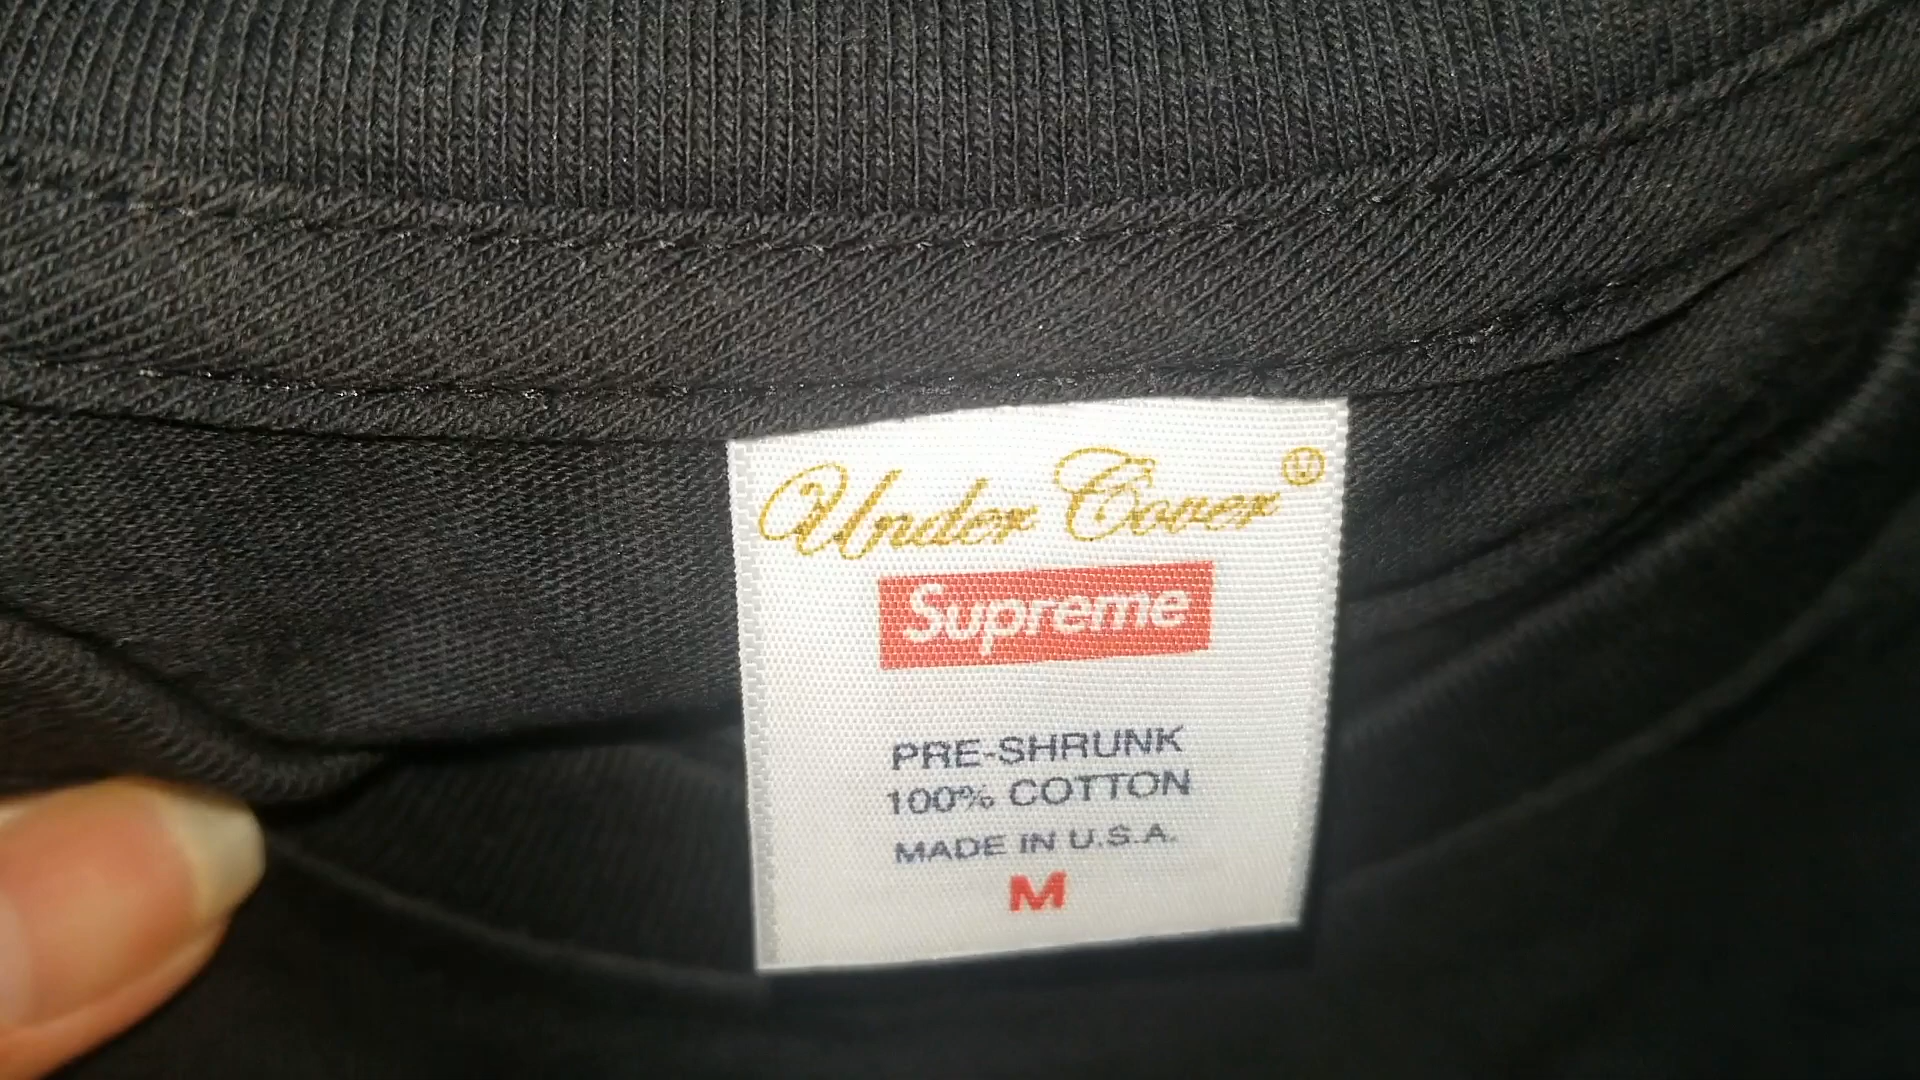 Under Cover
Supreme
PRE-SHRUNK
100% COTTON
MADE IN U.S.A.
M